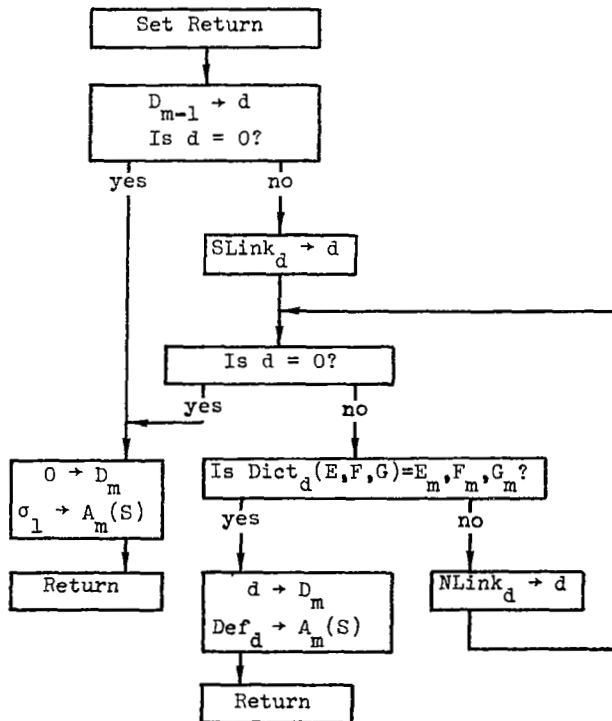 Set Return
D_{m-1} → d
Is d = 0?
yes
no
SLink_d → d
Is d = 0?
yes
no
0 → D_m
σ_1 → A_m(S)
Is Dict_d(E,F,G)=E_m,F_m,G_m?
yes
no
Return
d → D_m
Def_d → A_m(S)
NLink_d → d
Return